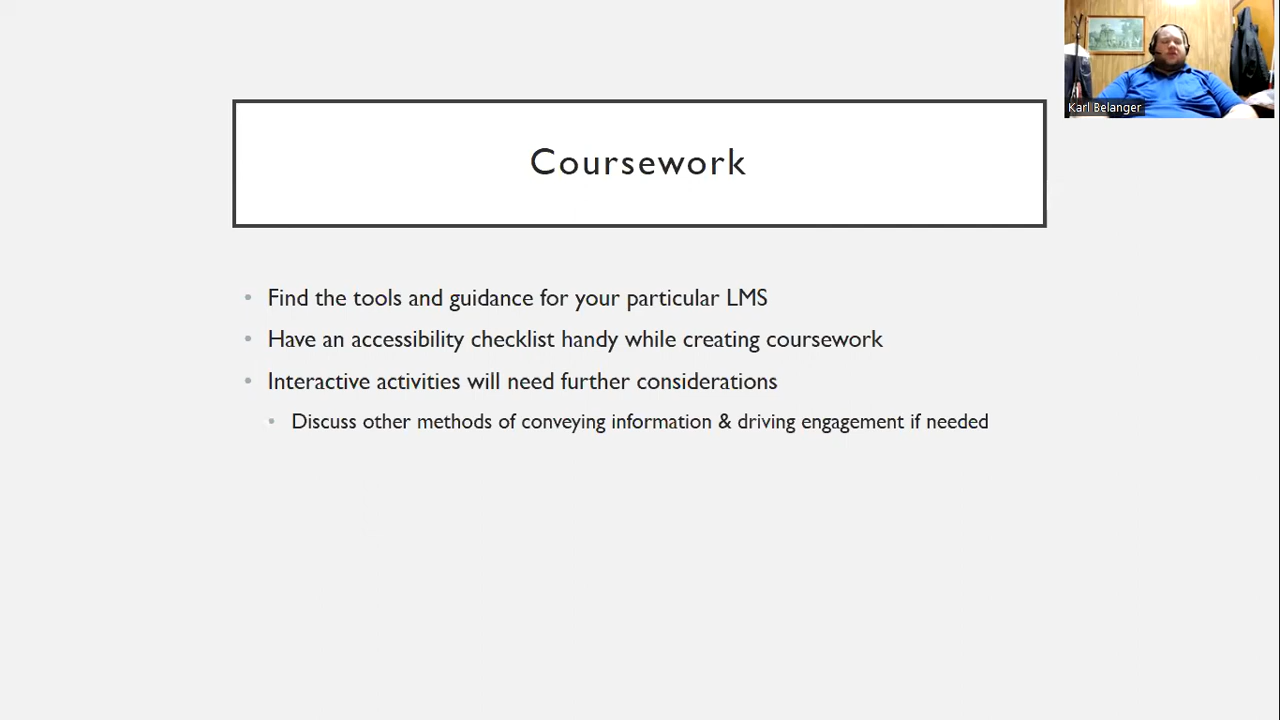 Karl Belanger
Coursework
Find the tools and guidance for your particular LMS
Have an accessibility checklist handy while creating coursework
Interactive activities will need further considerations
Discuss other methods of conveying information & driving engagement if needed